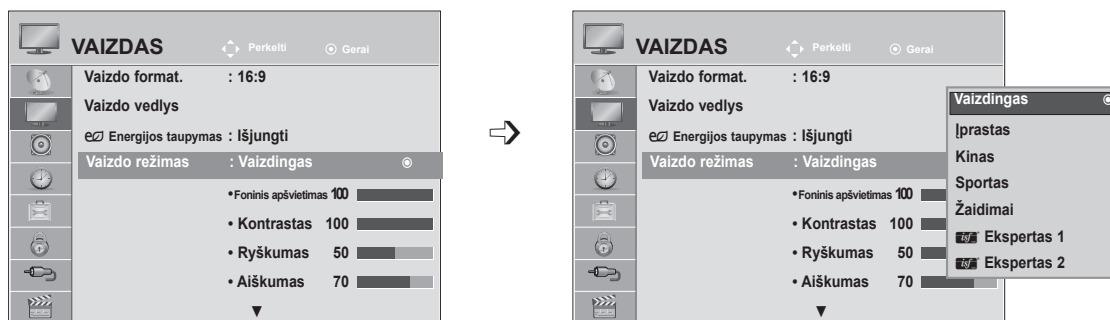 VAIZDAS Perkelti Gerai
Vaizdo format. : 16:9
Vaizdo vedlys
Energijos taupymas : Išjungti
Vaizdo režimas : Vaizdingas
•Foninis apšvietimas 100
• Kontrastas 100
• Ryškumas 50
• Aiškumas 70
VAIZDAS Perkelti Gerai
Vaizdo format. : 16:9
Vaizdo vedlys
Energijos taupymas : Išjungti
Vaizdo režimas : Vaizdingas
•Foninis apšvietimas 100
• Kontrastas 100
• Ryškumas 50
• Aiškumas 70
Vaizdingas
Įprastas
Kinas
Sportas
Žaidimai
isf Ekspertas 1
isf Ekspertas 2